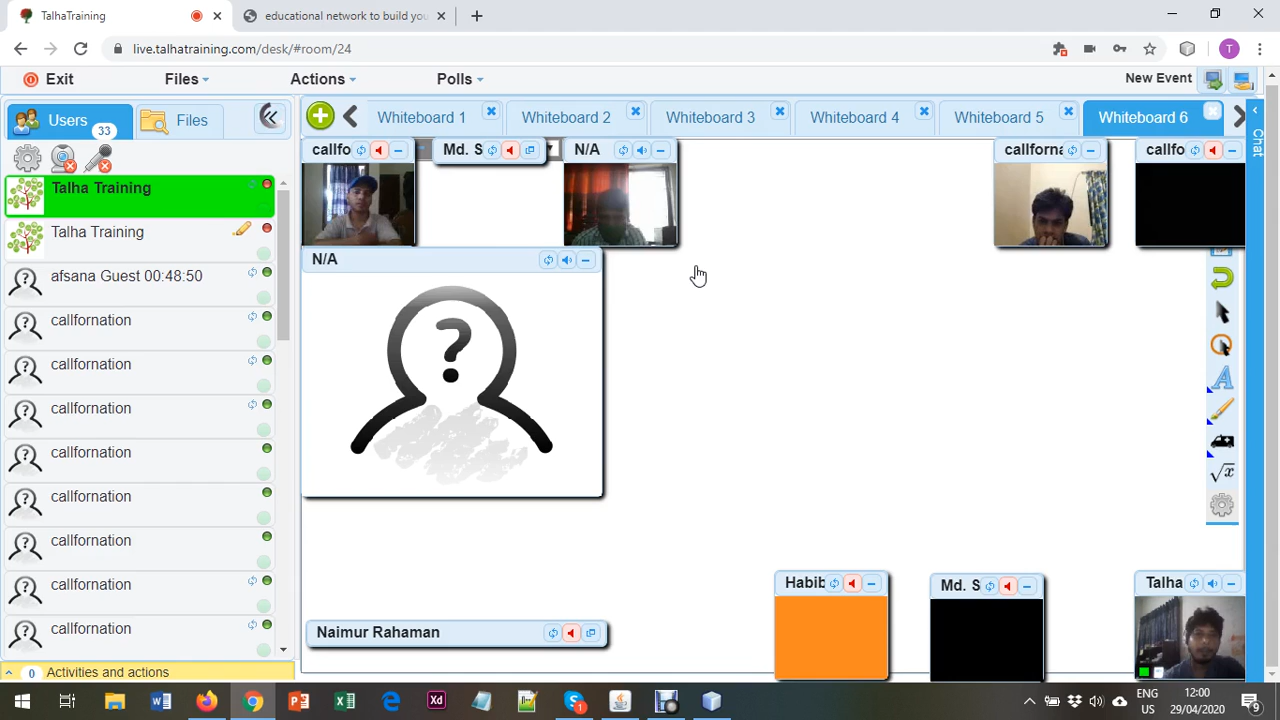 TalhaTraining
educational network to build you
live.talhatraining.com/desk/#room/24
T
Exit
Files
Actions
Polls
New Event
Users
33
Files
Whiteboard 1
Whiteboard 2
Whiteboard 3
Whiteboard 4
Whiteboard 5
Whiteboard 6
Chat
callfo
Md. S
N/A
callforna
callfo
Talha Training
Talha Training
afsana Guest 00:48:50
callfornation
callfornation
callfornation
callfornation
callfornation
callfornation
callfornation
callfornation
N/A
?
A
√x
Habib
Md. S
Talha
Naimur Rahaman
0 Activities and actions
Xd
1
ENG
US
12:00
29/04/2020
9